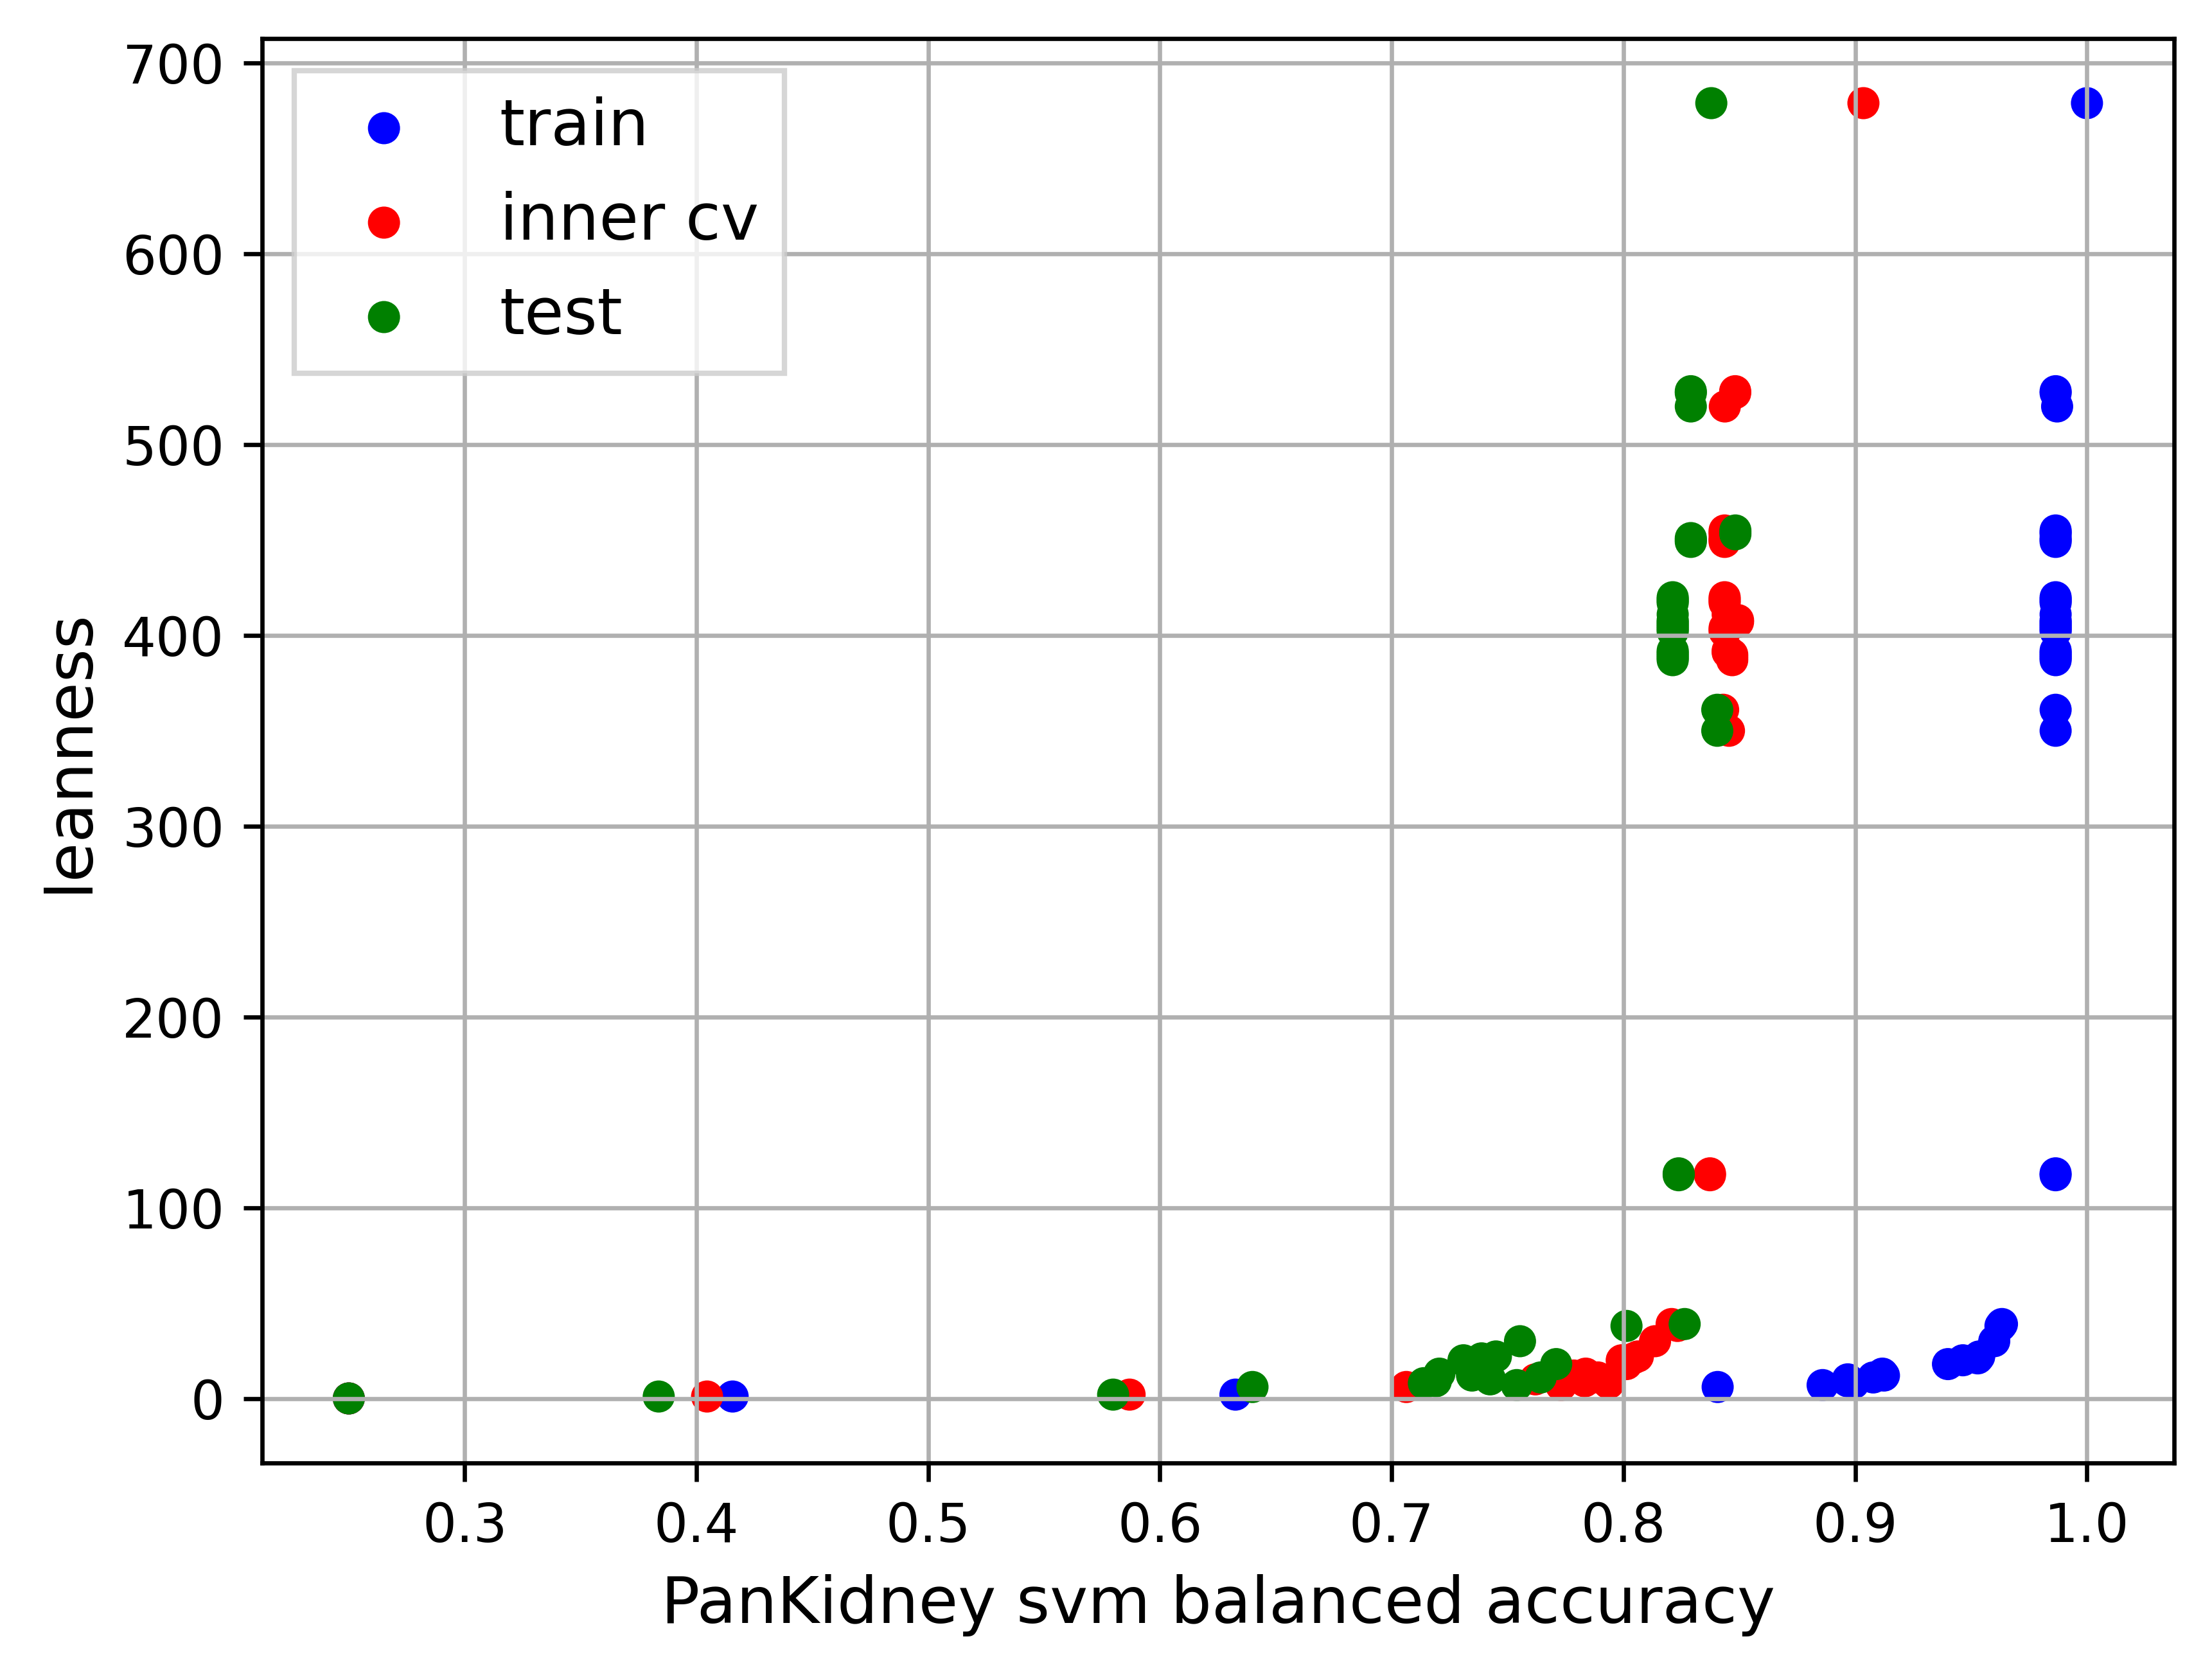 700
600
500
400
300
200
100
0
leanness
train
inner cv
test
0.3 0.4 0.5 0.6 0.7 0.8 0.9 1.0
PanKidney svm balanced accuracy